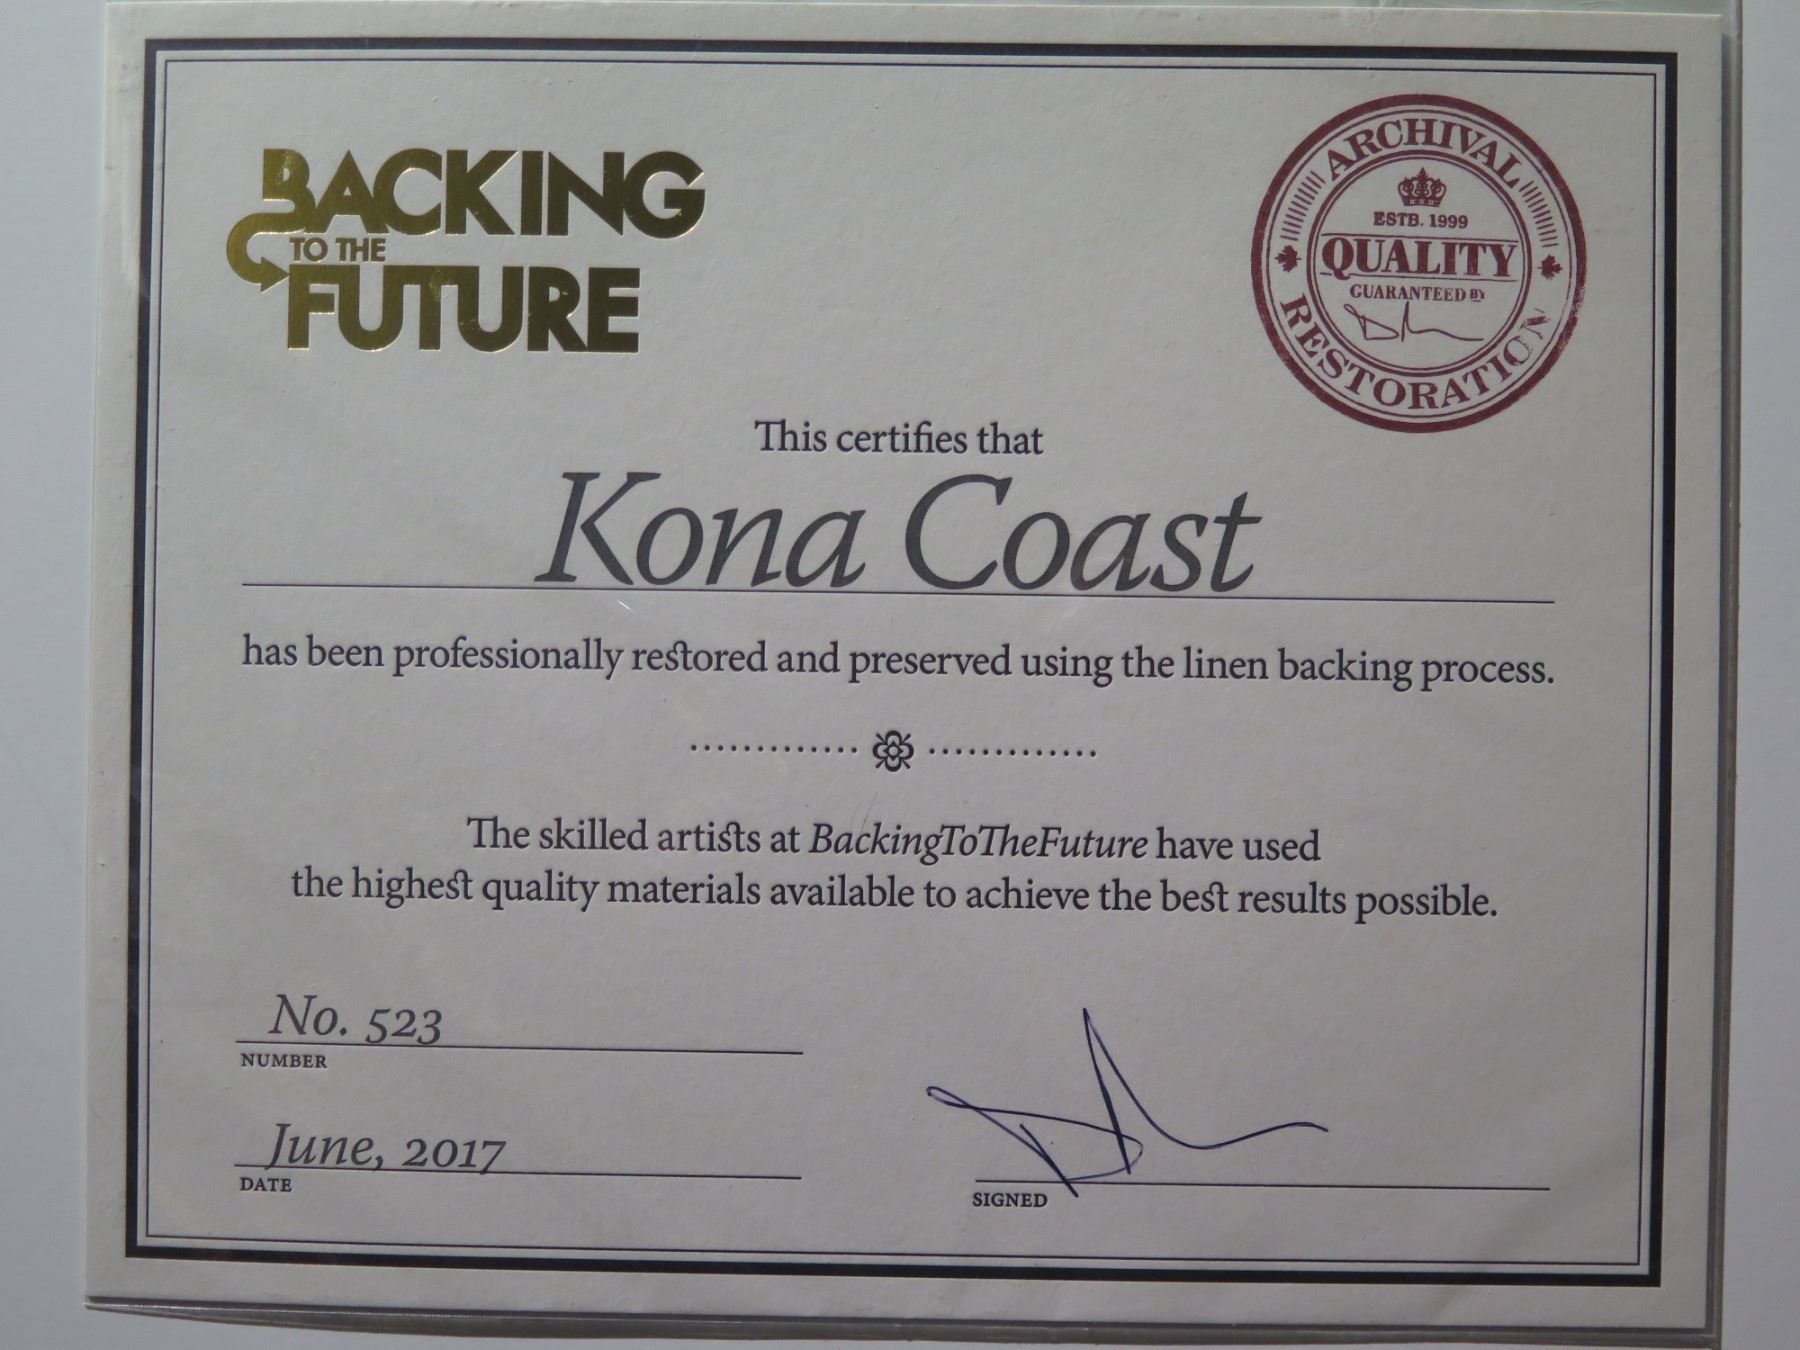 BACKING
TO THE
FUTURE
ARCHIVAL
ESTB. 1999
QUALITY
GUARANTEED BY
RESTORATION
This certifies that
Kona Coast
has been professionally restored and preserved using the linen backing process.
The skilled artists at BackingToTheFuture have used
the highest quality materials available to achieve the best results possible.
No. 523
NUMBER
June, 2017
DATE
SIGNED